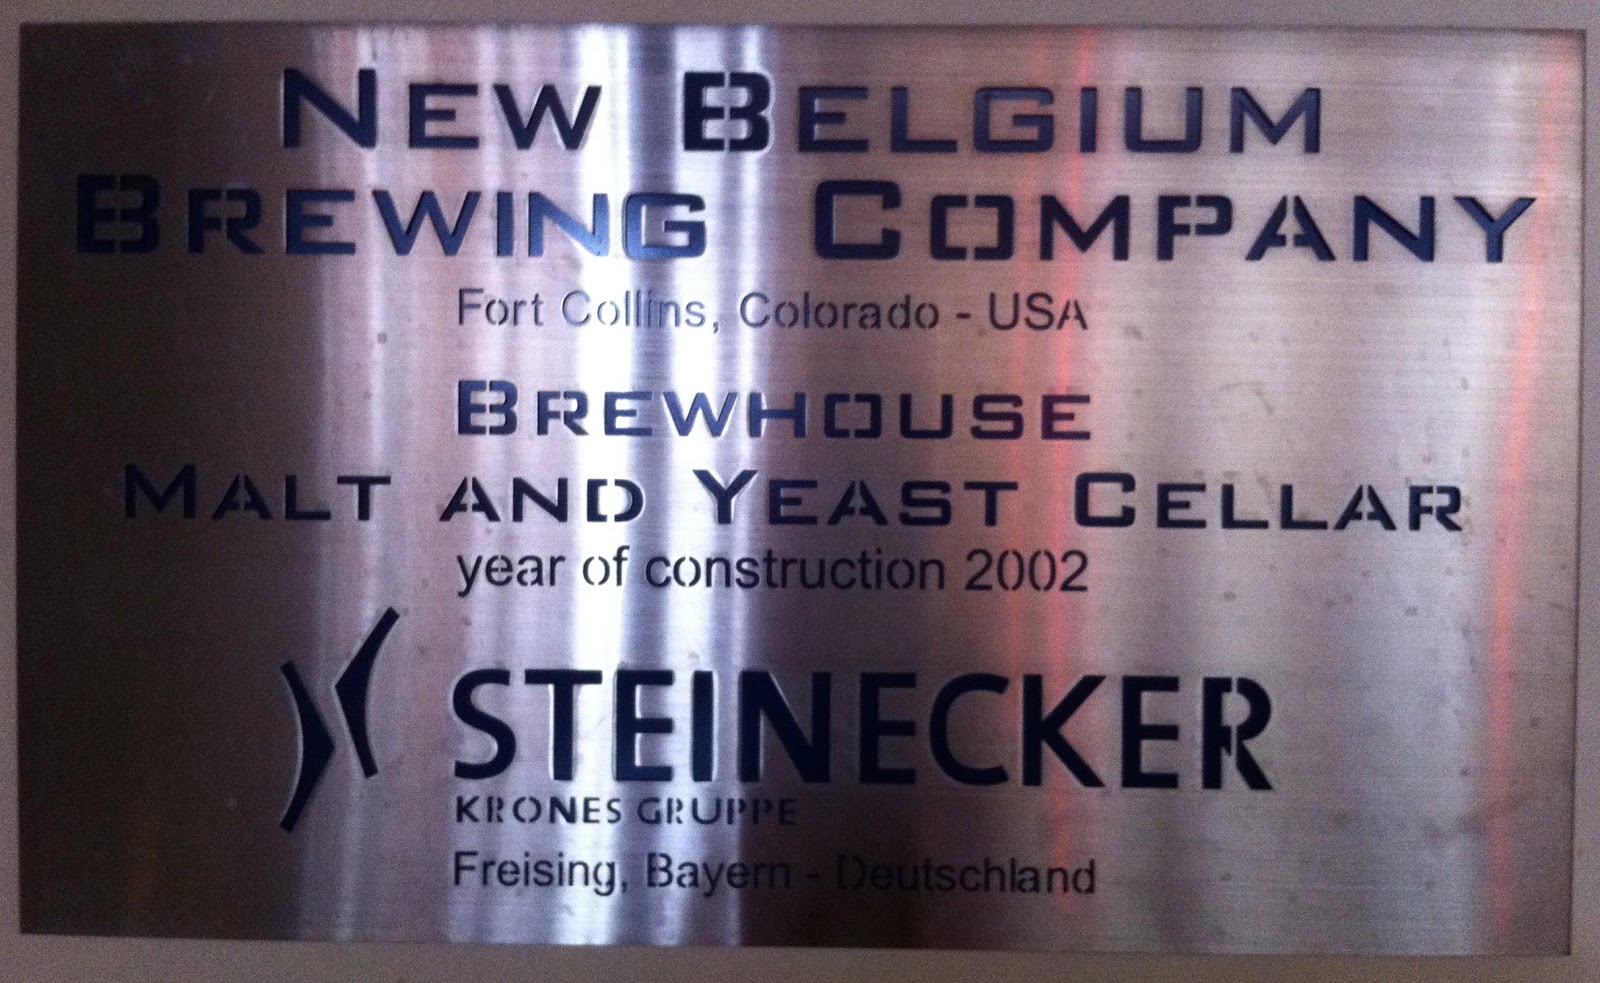 New Belgium
Brewing Company
Fort Collins, Colorado - USA
Brewhouse
Malt and Yeast Cellar
year of construction 2002
STEINECKER
KRONES GRUPPE
Freising, Bayern - Deutschland